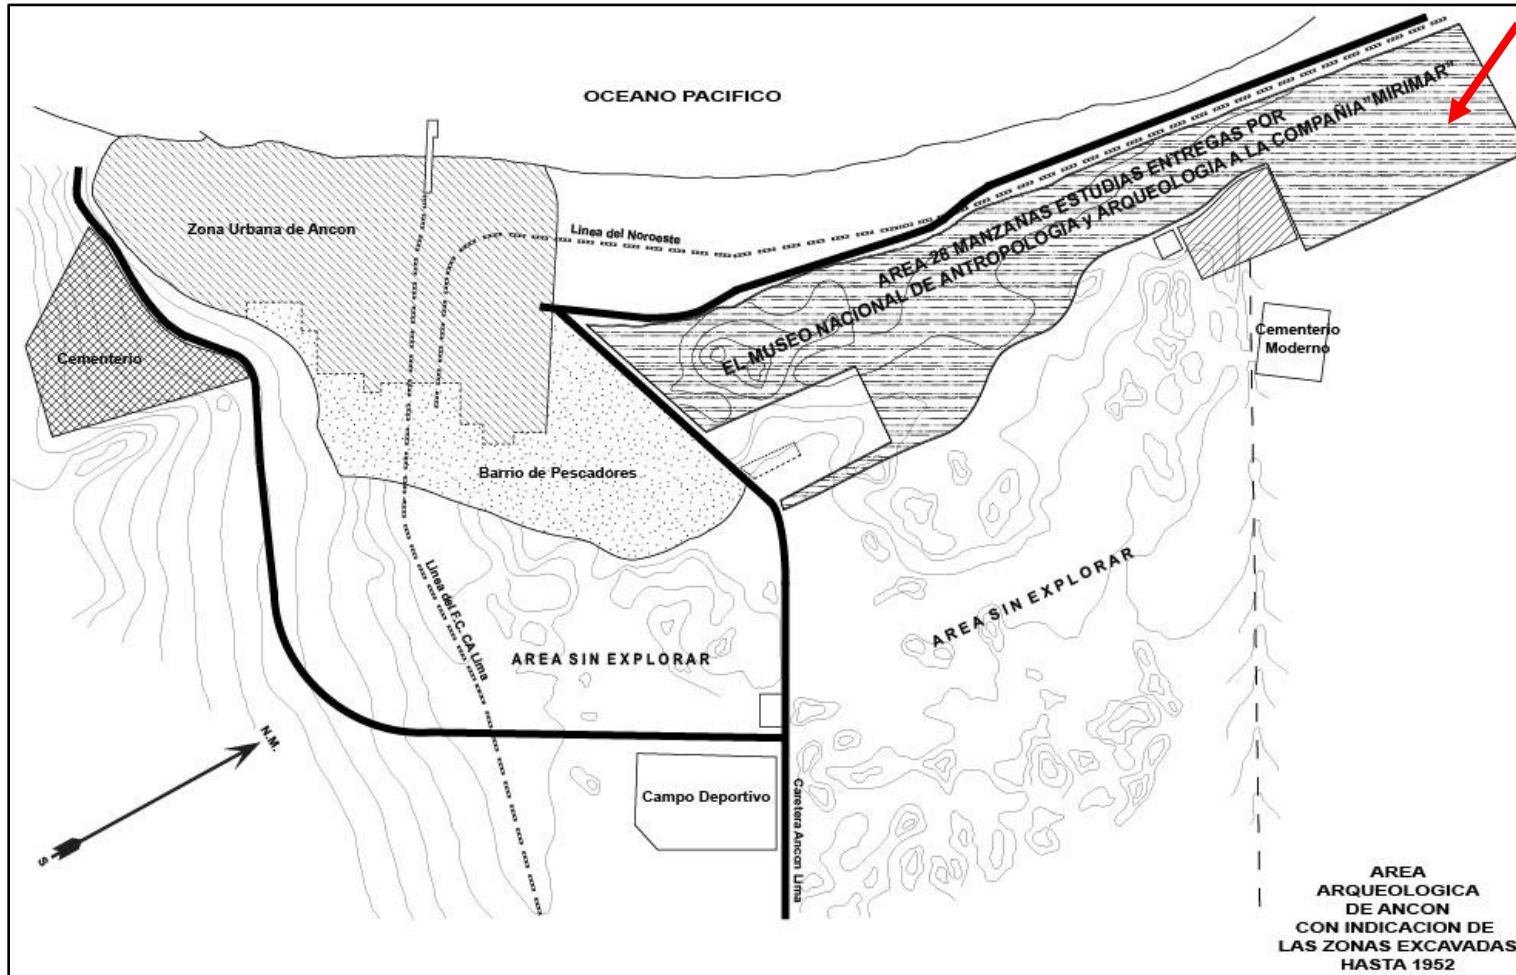 OCEANO PACIFICO
Zona Urbana de Ancon
Linea del Noroeste
AREA 28 MANZANAS ESTUDIAS ENTREGAS POR
EL MUSEO NACIONAL DE ANTROPOLOGIA y ARQUEOLOGIA A LA COMPAÑIA"MIRIMAR"
Cementerio
Cementerio
Moderno
Barrio de Pescadores
Linea del F.C. CA Lima
AREA SIN EXPLORAR
AREA SIN EXPLORAR
N.M.
S
Campo Deportivo
Caretera Ancon Lima
AREA
ARQUEOLOGICA
DE ANCON
CON INDICACION DE
LAS ZONAS EXCAVADAS
HASTA 1952